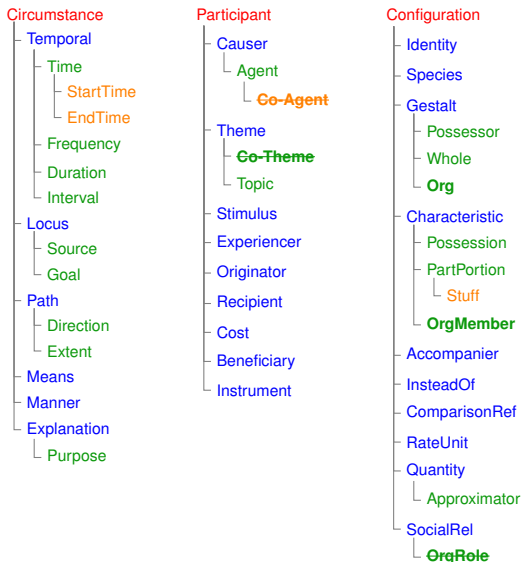 Circumstance
Temporal
Time
StartTime
EndTime
Frequency
Duration
Interval
Locus
Source
Goal
Path
Direction
Extent
Means
Manner
Explanation
Purpose
Participant
Causer
Agent
Co-Agent
Theme
Co-Theme
Topic
Stimulus
Experiencer
Originator
Recipient
Cost
Beneficiary
Instrument
Configuration
Identity
Species
Gestalt
Possessor
Whole
Org
Characteristic
Possession
PartPortion
Stuff
OrgMember
Accompanier
InsteadOf
ComparisonRef
RateUnit
Quantity
Approximator
SocialRel
OrgRole